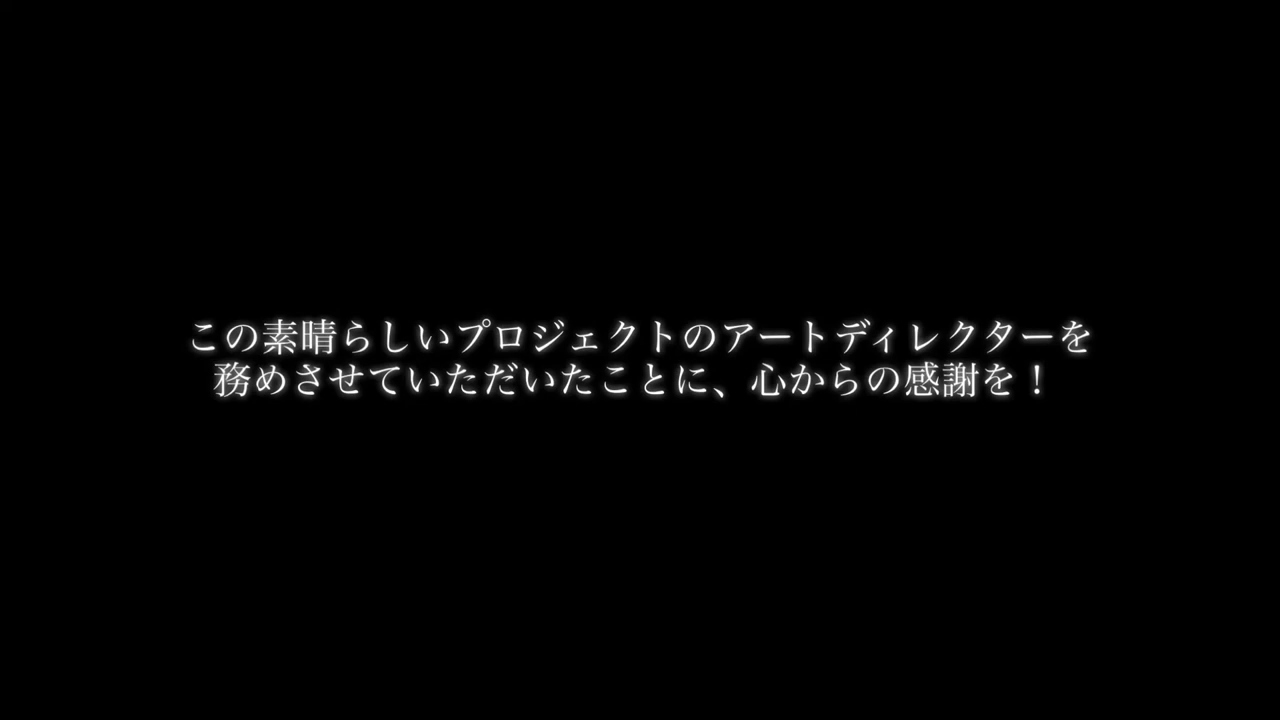 この素晴らしいプロジェクトのアートディレクターを
務めさせていただいたことに、心からの感謝を！